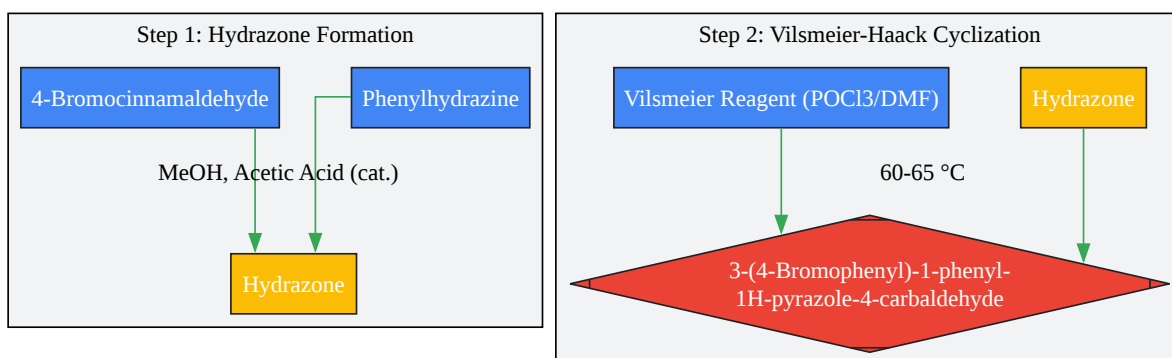 Step 1: Hydrazone Formation
4-Bromocinnamaldehyde
Phenylhydrazine
MeOH, Acetic Acid (cat.)
Hydrazone
Step 2: Vilsmeier-Haack Cyclization
Vilsmeier Reagent (POCl3/DMF)
Hydrazone
60-65 °C
3-(4-Bromophenyl)-1-phenyl-
1H-pyrazole-4-carbaldehyde